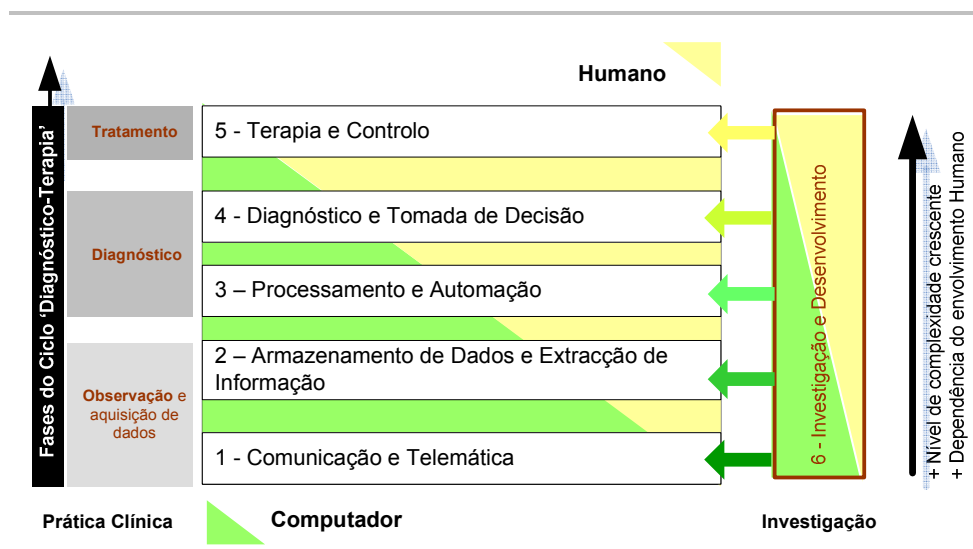 Humano
Fases do Ciclo 'Diagnóstico-Terapia'
Tratamento
5 - Terapia e Controlo
Diagnóstico
4 - Diagnóstico e Tomada de Decisão
3 – Processamento e Automação
Observação e
aquisição de
dados
2 – Armazenamento de Dados e Extracção de
Informação
1 - Comunicação e Telemática
6 - Investigação e Desenvolvimento
+ Nível de complexidade crescente
+ Dependência do envolvimento Humano
Prática Clínica
Computador
Investigação